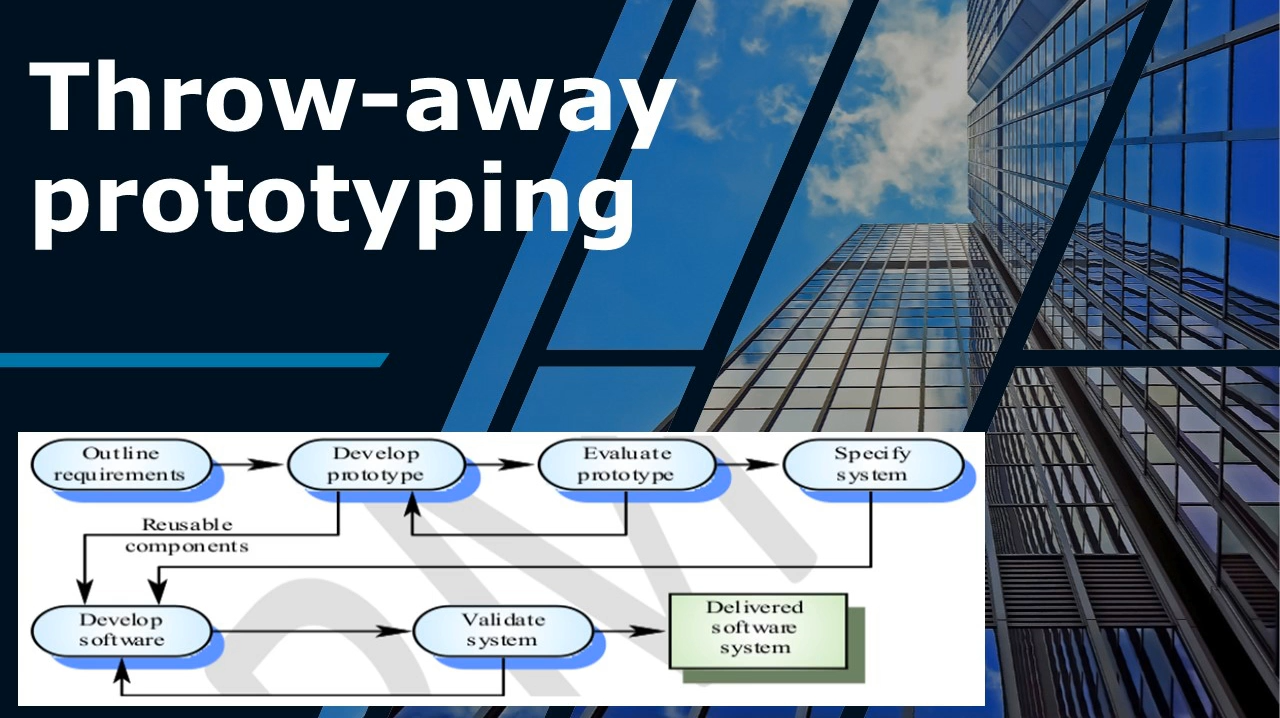 Throw-away
prototyping
Outline
requirements
Develop
prototype
Evaluate
prototype
Specify
system
Reusable
components
Develop
software
Validate
system
Delivered
software
system